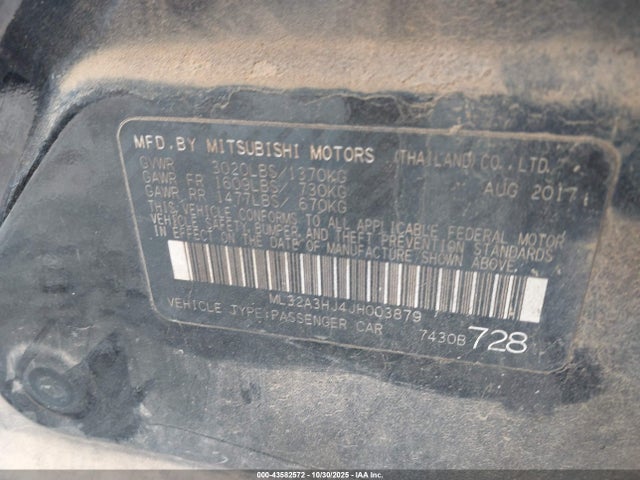 MFD.BY MITSUBISHI MOTORS (THAILAND) CO., LTD.
GVWR 3020LBS/1370KG AUG 2017
GAWR FR 1609LBS/ 730KG
GAWR RR 1477LBS/ 670KG
THIS VEHICLE CONFORMS TO ALL APPLICABLE FEDERAL MOTOR
VEHICLE SAFETY, BUMPER, AND THEFT PREVENTION STANDARDS
IN EFFECT ON THE DATE OF MANUFACTURE SHOWN ABOVE.
ML32A3HJ4JH003879
VEHICLE TYPE:PASSENGER CAR 7430B 728
000-43582572 | 10/30/2025 - IAA Inc.